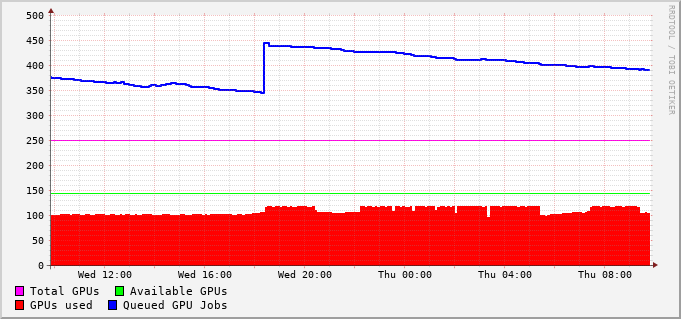 500
450
400
350
300
250
200
150
100
50
0
Wed 12:00 Wed 16:00 Wed 20:00 Thu 00:00 Thu 04:00 Thu 08:00
Total GPUs Available GPUs
GPUs used Queued GPU Jobs
RRDTOOL / TOBI OETIKER